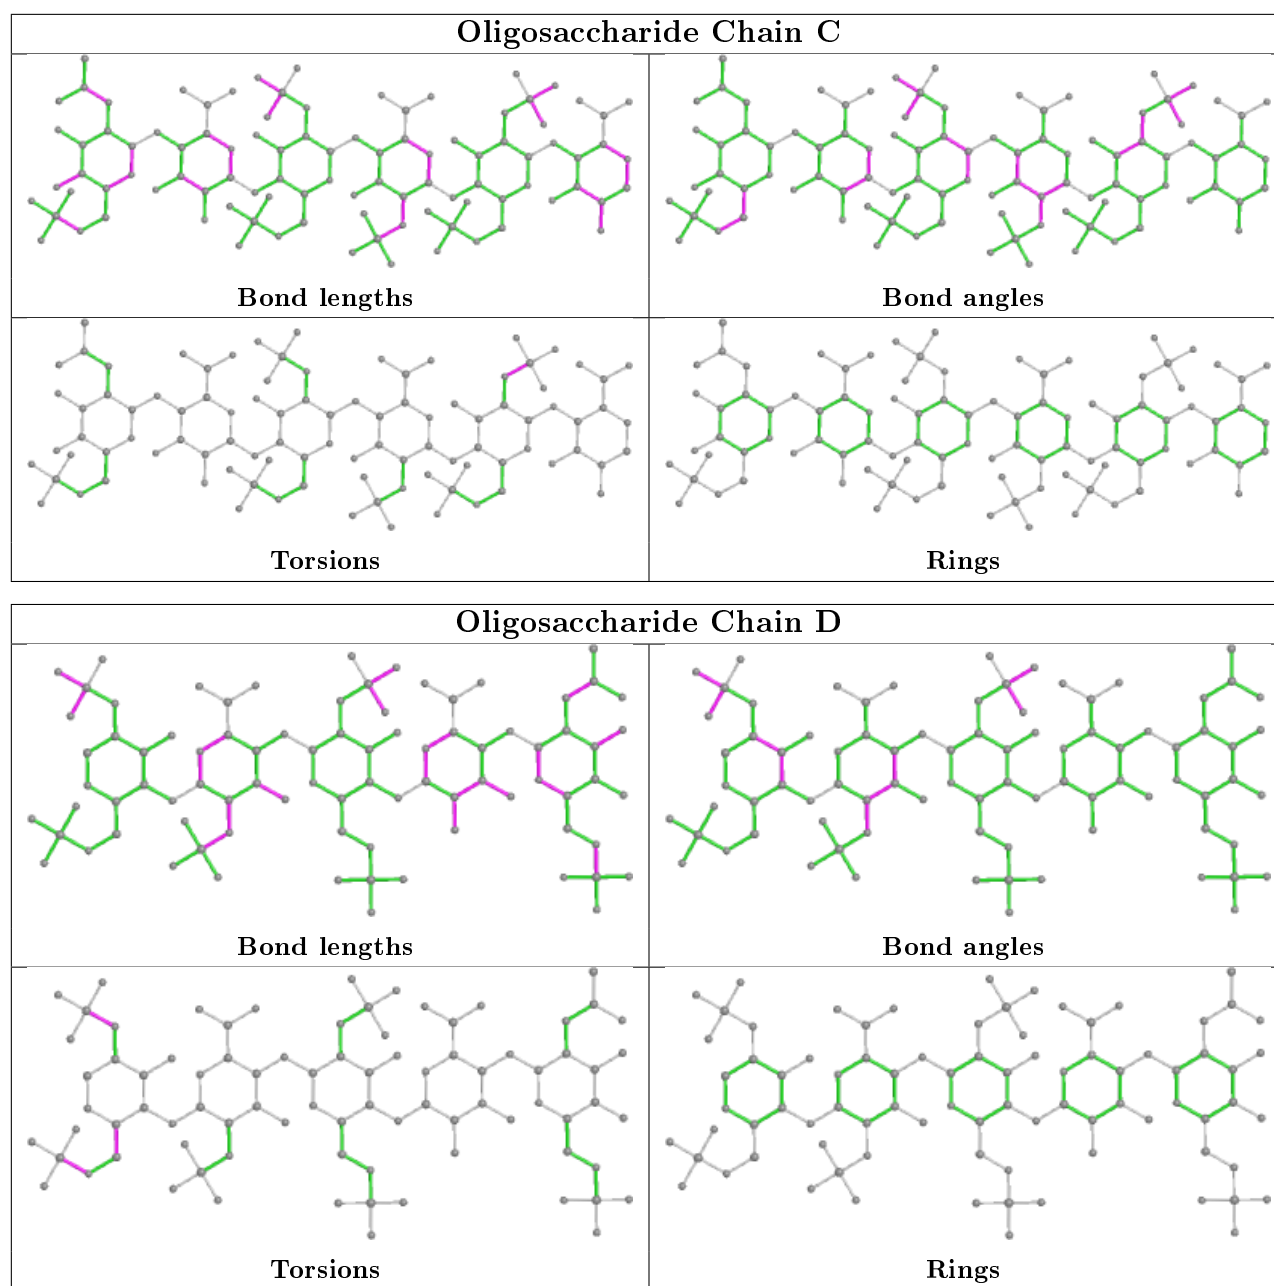 Oligosaccharide Chain C
Bond lengths
Bond angles
Torsions
Rings
Oligosaccharide Chain D
Bond lengths
Bond angles
Torsions
Rings